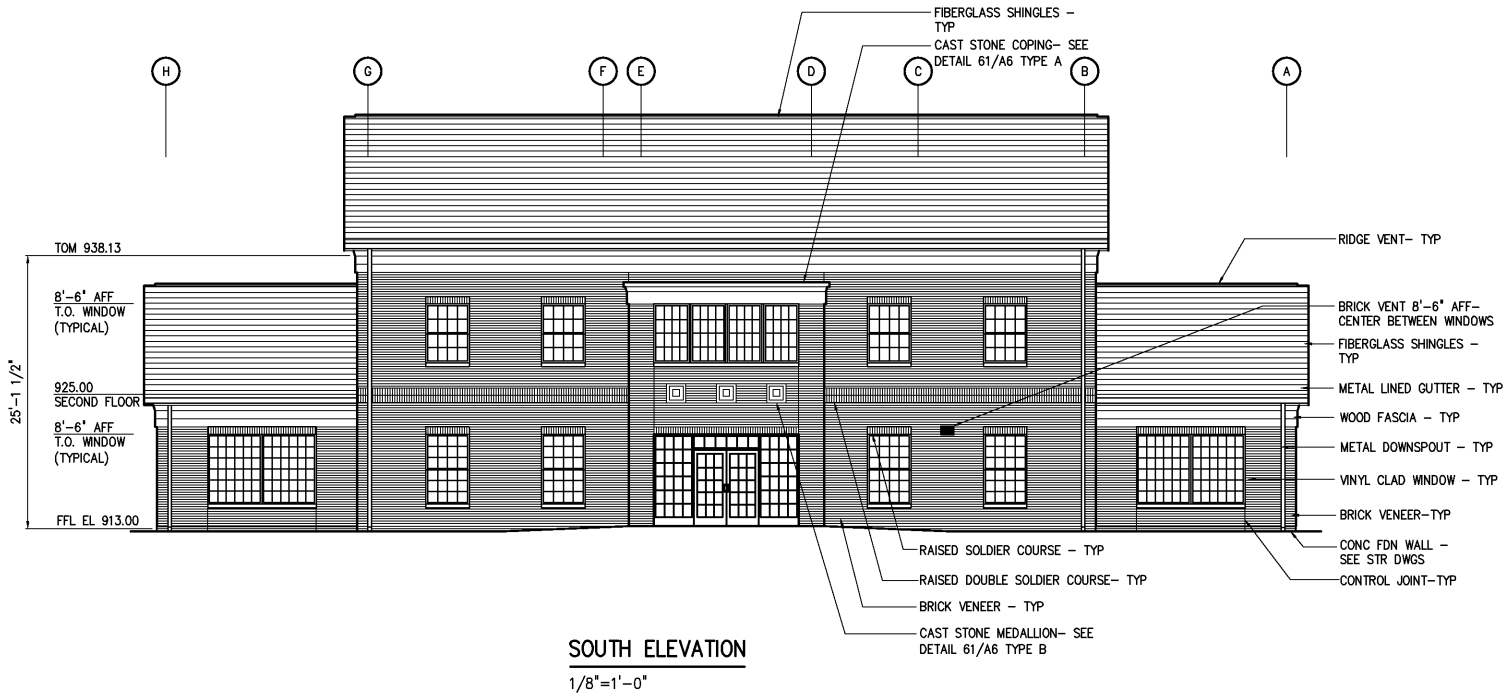 FIBERGLASS SHINGLES –
TYP
CAST STONE COPING– SEE
DETAIL 61/A6 TYPE A
H
G
F
E
D
C
B
A
TOM 938.13
8'-6" AFF
T.O. WINDOW
(TYPICAL)
925.00
SECOND FLOOR
8'-6" AFF
T.O. WINDOW
(TYPICAL)
FFL EL 913.00
25'-1 1/2"
RIDGE VENT– TYP
BRICK VENT 8'-6" AFF–
CENTER BETWEEN WINDOWS
FIBERGLASS SHINGLES –
TYP
METAL LINED GUTTER – TYP
WOOD FASCIA – TYP
METAL DOWNSPOUT – TYP
VINYL CLAD WINDOW – TYP
BRICK VENEER–TYP
CONC FDN WALL –
SEE STR DWGS
CONTROL JOINT–TYP
RAISED SOLDIER COURSE – TYP
RAISED DOUBLE SOLDIER COURSE– TYP
BRICK VENEER – TYP
CAST STONE MEDALLION– SEE
DETAIL 61/A6 TYPE B
SOUTH ELEVATION
1/8"=1'-0"